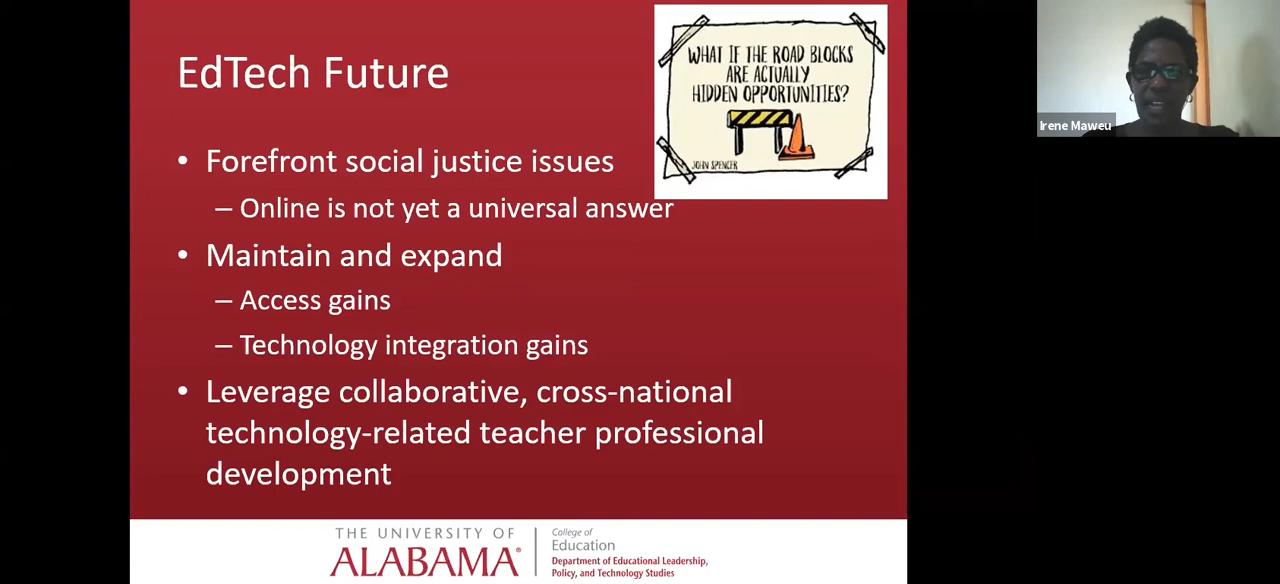 EdTech Future
WHAT IF THE ROAD BLOCKS
ARE ACTUALLY
HIDDEN OPPORTUNITIES?
JOHN SPENCER
• Forefront social justice issues
– Online is not yet a universal answer
• Maintain and expand
– Access gains
– Technology integration gains
• Leverage collaborative, cross-national
technology-related teacher professional
development
THE UNIVERSITY OF
ALABAMA®
College of
Education
Department of Educational Leadership,
Policy, and Technology Studies
Irene Maweu